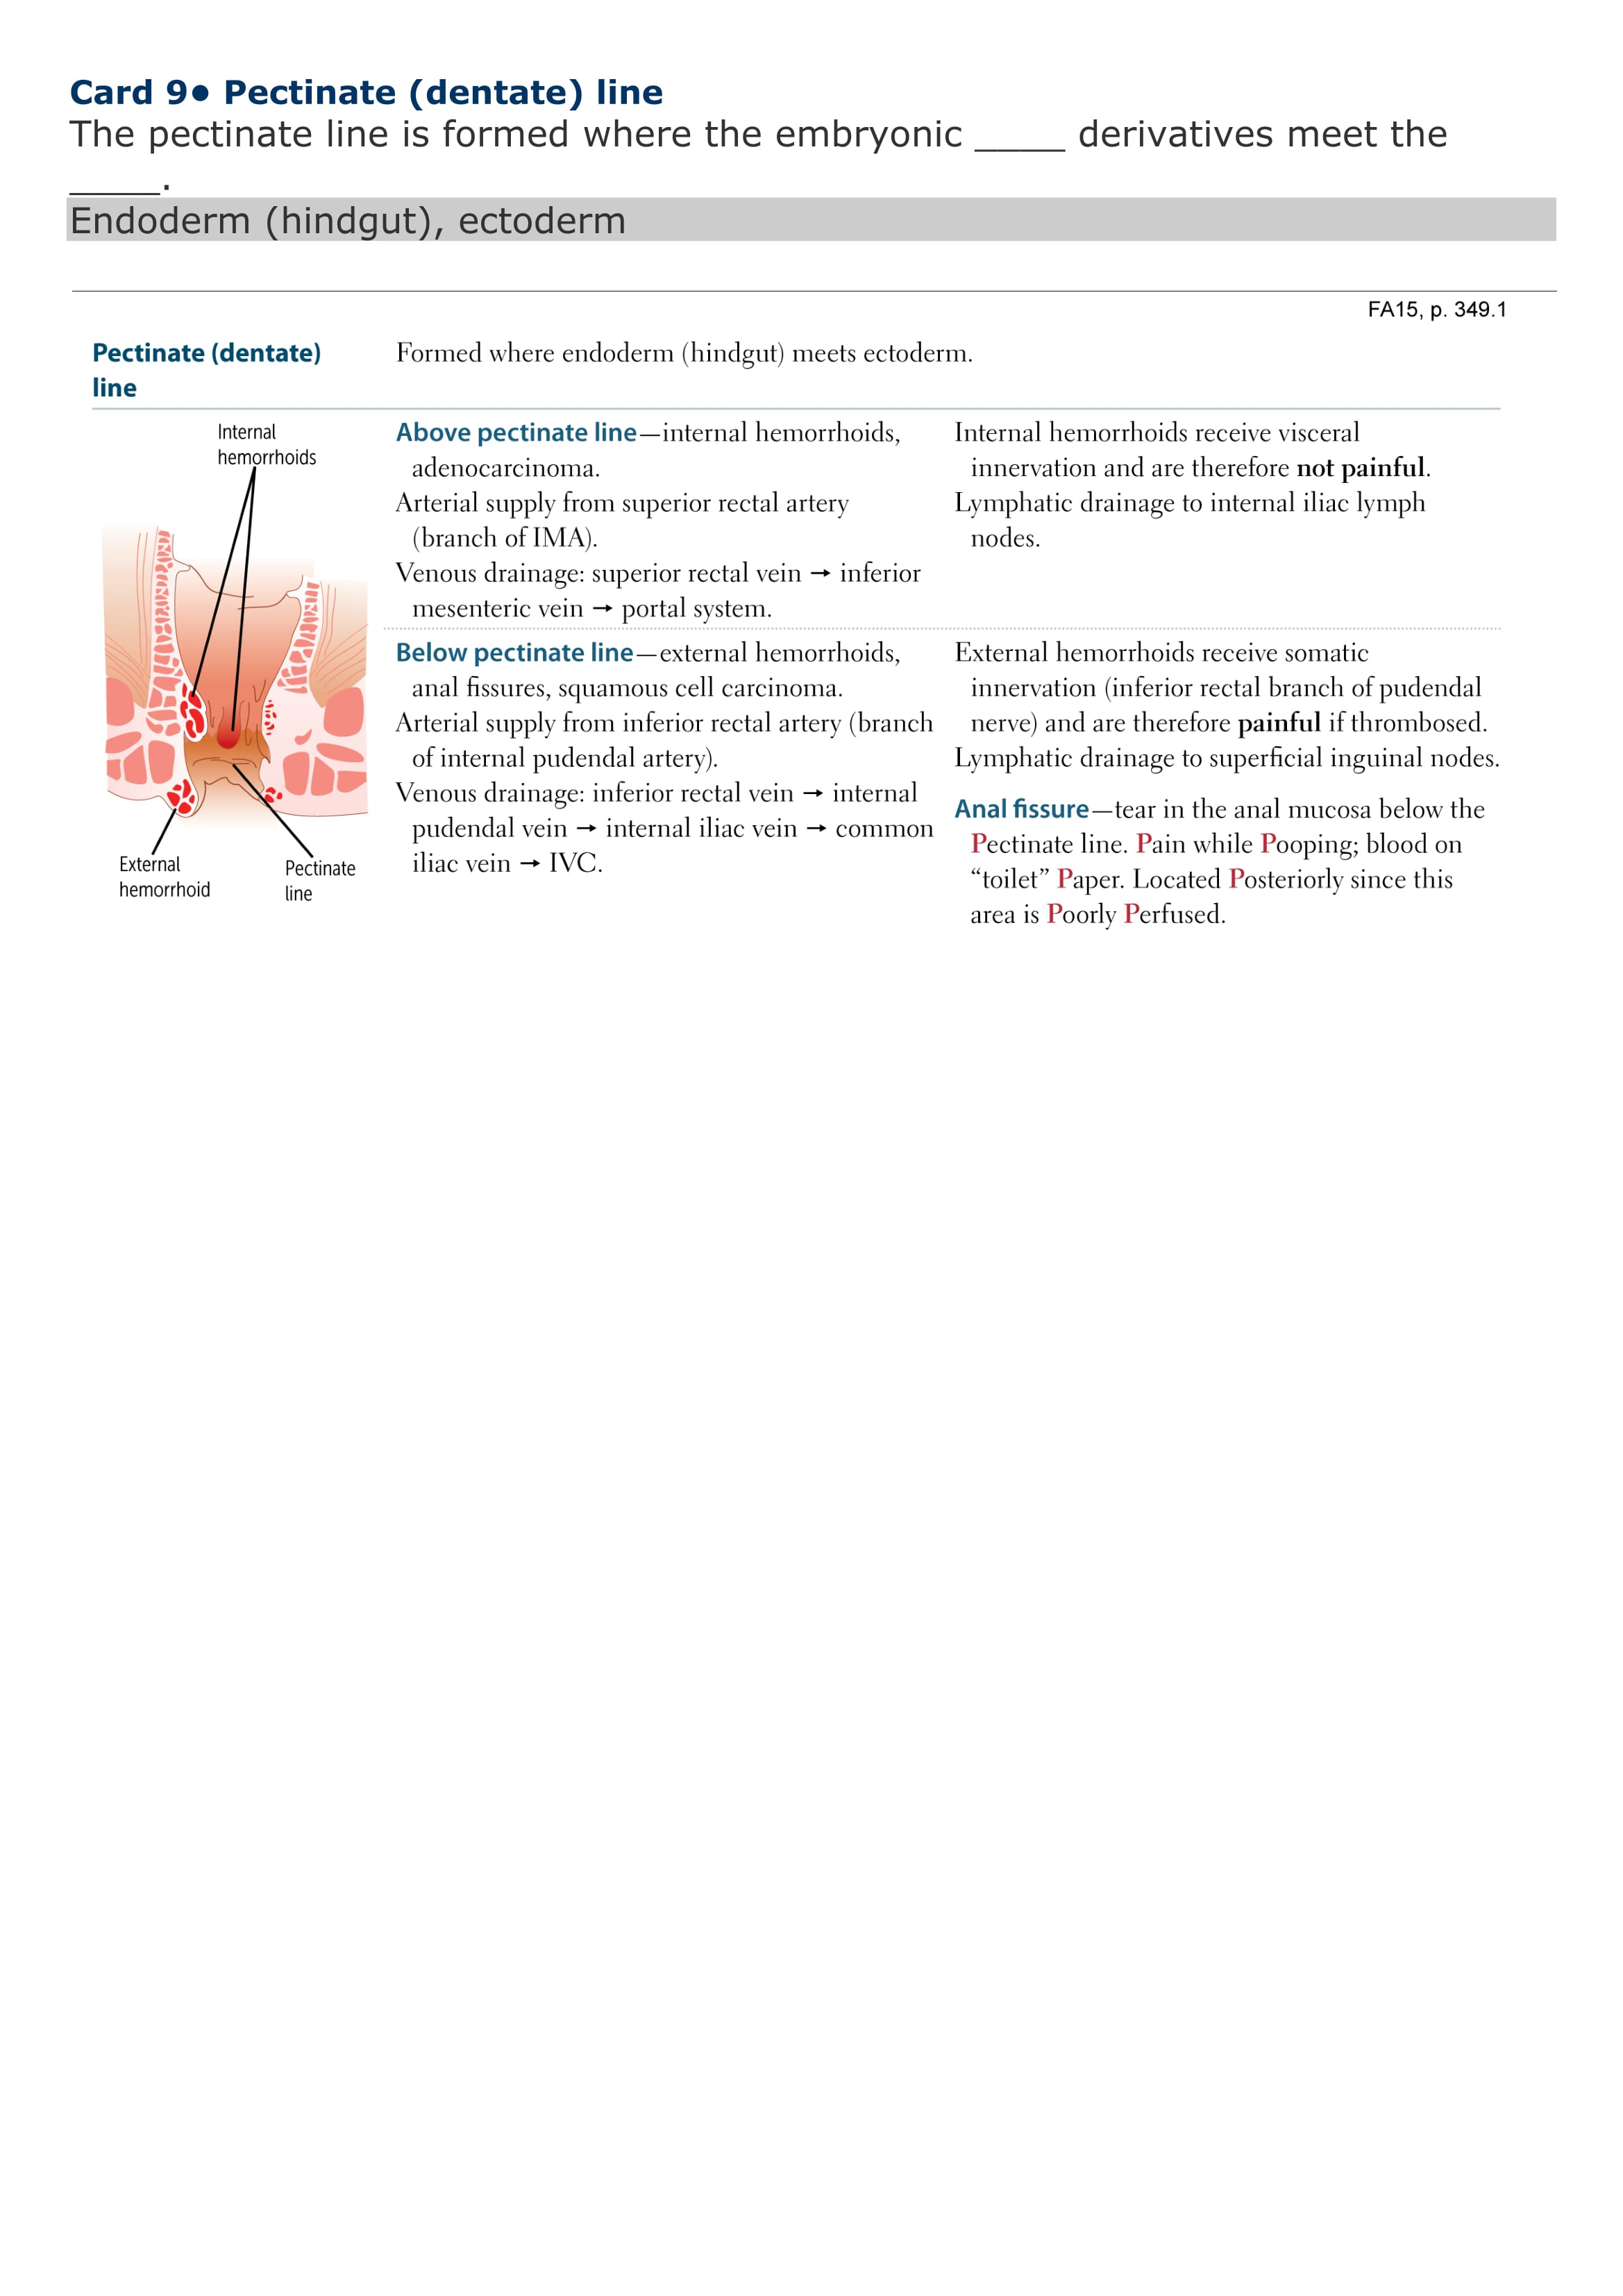 Card 9• Pectinate (dentate) line
The pectinate line is formed where the embryonic ____ derivatives meet the
____.
Endoderm (hindgut), ectoderm
FA15, p. 349.1
Pectinate (dentate)
line
Formed where endoderm (hindgut) meets ectoderm.
Internal
hemorrhoids
External
hemorrhoid
Pectinate
line
Above pectinate line—internal hemorrhoids,
adenocarcinoma.
Arterial supply from superior rectal artery
(branch of IMA).
Venous drainage: superior rectal vein → inferior
mesenteric vein → portal system.
Internal hemorrhoids receive visceral
innervation and are therefore not painful.
Lymphatic drainage to internal iliac lymph
nodes.
Below pectinate line—external hemorrhoids,
anal fissures, squamous cell carcinoma.
Arterial supply from inferior rectal artery (branch
of internal pudendal artery).
Venous drainage: inferior rectal vein → internal
pudendal vein → internal iliac vein → common
iliac vein → IVC.
External hemorrhoids receive somatic
innervation (inferior rectal branch of pudendal
nerve) and are therefore painful if thrombosed.
Lymphatic drainage to superficial inguinal nodes.
Anal fissure—tear in the anal mucosa below the
Pectinate line. Pain while Pooping; blood on
“toilet” Paper. Located Posteriorly since this
area is Poorly Perfused.